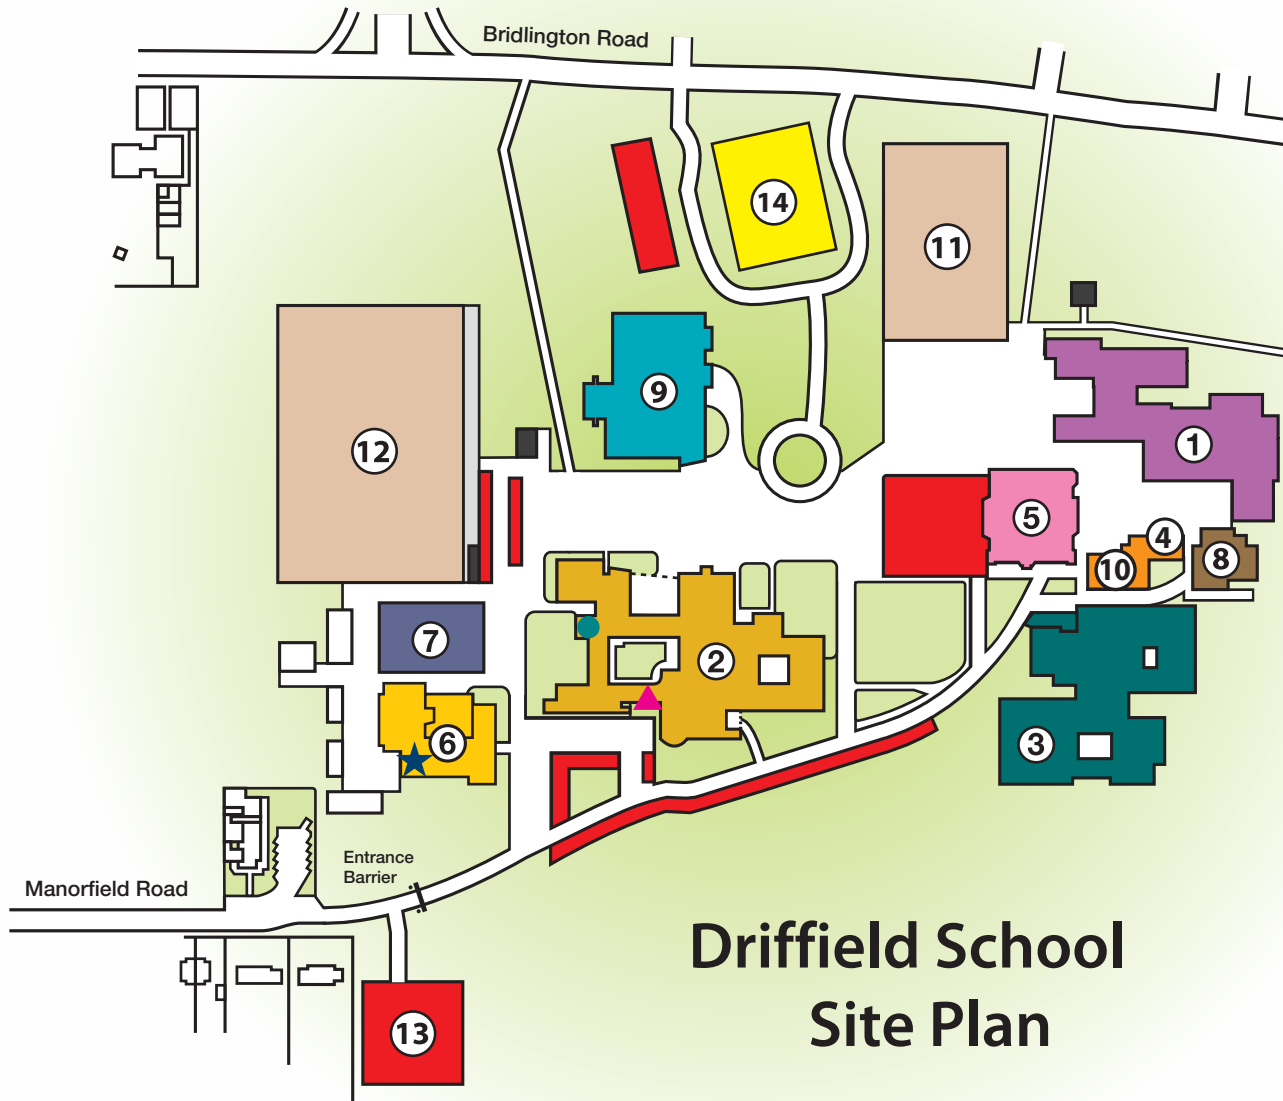 Bridlington Road
14
11
9
12
1
5
4
10
8
7
2
6
3
Entrance
Barrier
Manorfield Road
Driffield School
Site Plan
13